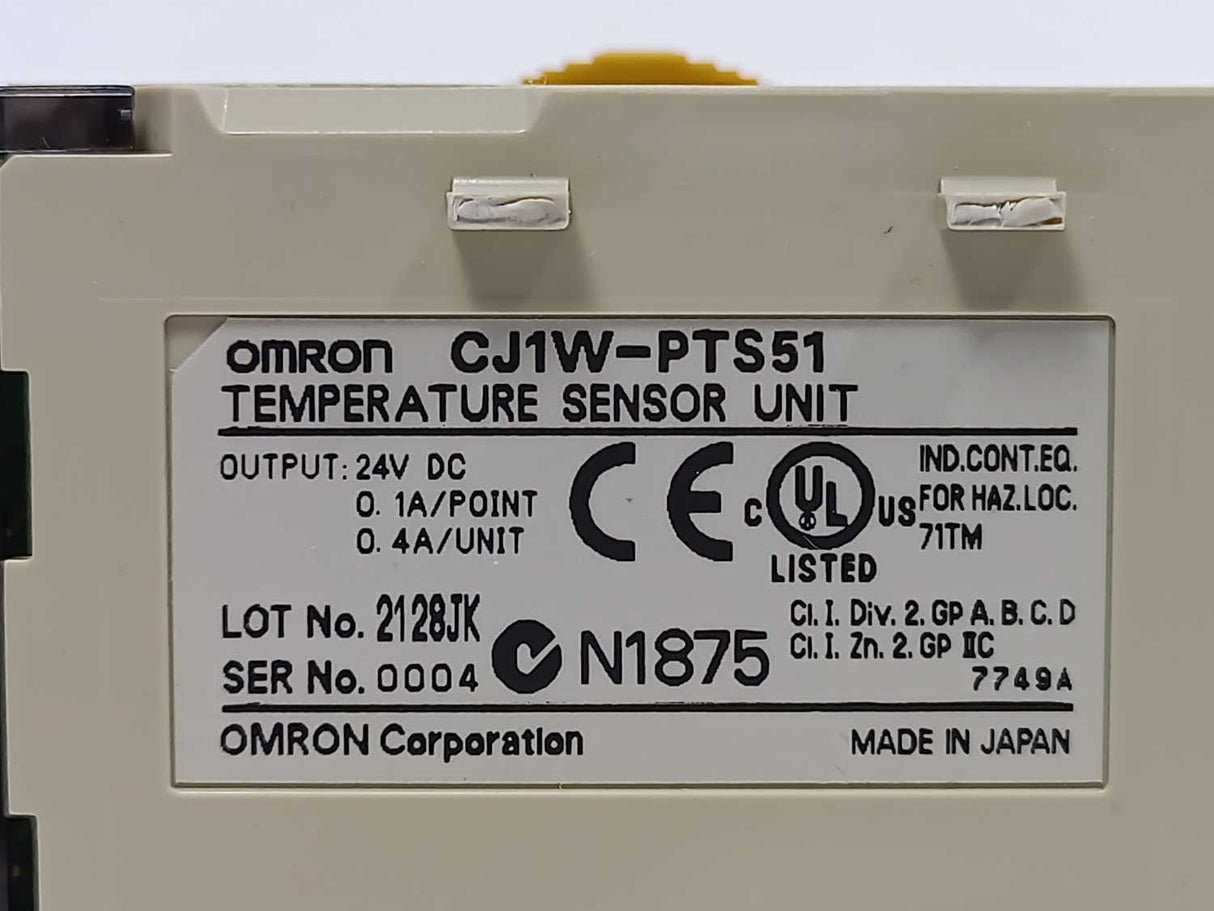 OMRON CJ1W-PTS51
TEMPERATURE SENSOR UNIT
OUTPUT: 24V DC
0.1A/POINT
0.4A/UNIT
CE
C UL US
LISTED
IND.CONT.EQ.
FOR HAZ.LOC.
71TM
LOT No. 2128JK
SER No. 0004
N1875
Cl. I. Div. 2. GP A. B. C. D
Cl. I. Zn. 2. GP IIC
7749A
OMRON Corporation
MADE IN JAPAN